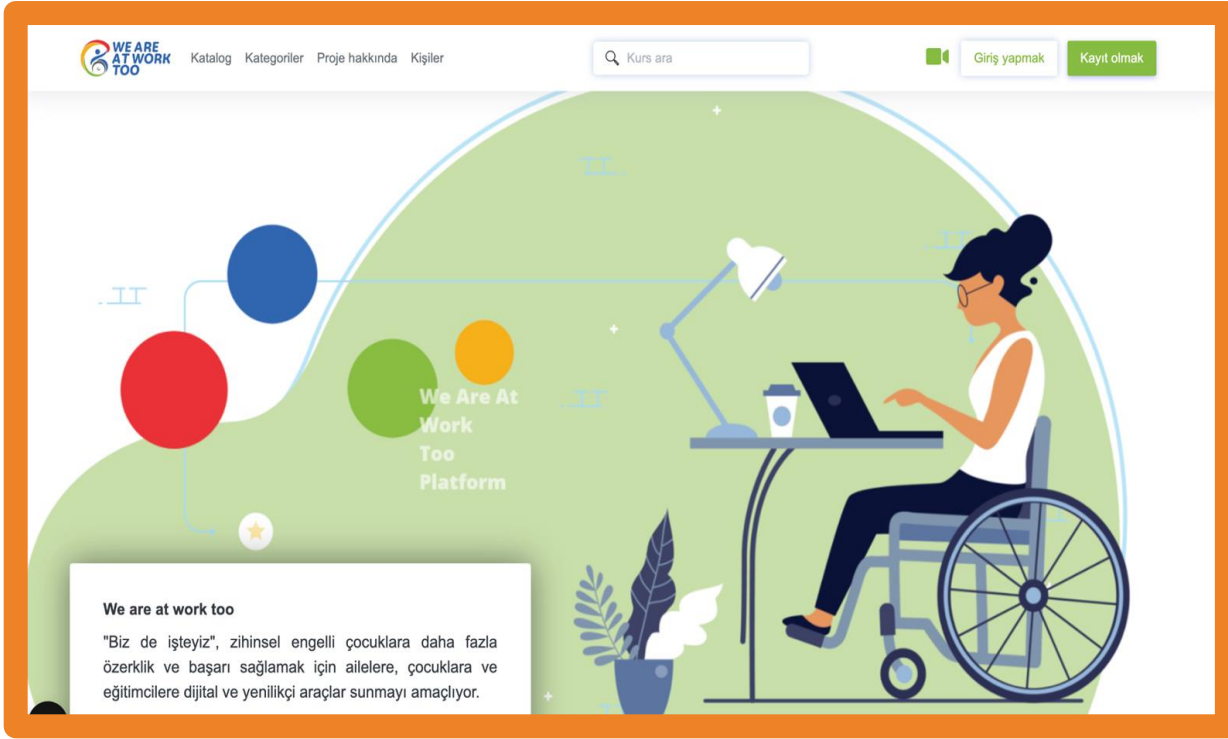 WE ARE
AT WORK
TOO
Katalog Kategoriler Proje hakkında Kişiler
Kurs ara
Giriş yapmak
Kayıt olmak
We Are At
Work
Too
Platform
We are at work too
"Biz de işteyiz", zihinsel engelli çocuklara daha fazla
özerklik ve başarı sağlamak için ailelere, çocuklara ve
eğitimcilere dijital ve yenilikçi araçlar sunmayı amaçlıyor.